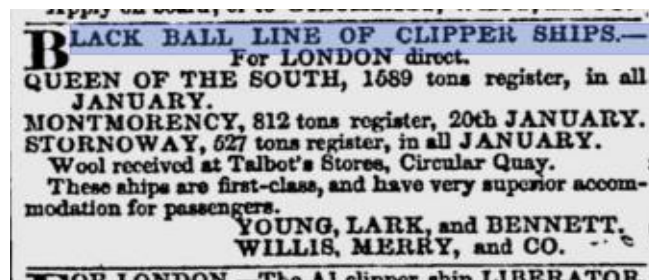 BLACK BALL LINE OF CLIPPER SHIPS.—
For LONDON direct.
QUEEN OF THE SOUTH, 1589 tons register, in all
JANUARY.
MONTMORENCY, 812 tons register, 20th JANUARY.
STORNOWAY, 527 tons register, in all JANUARY.
Wool received at Talbot's Stores, Circular Quay.
These ships are first-class, and have very superior accom-
modation for passengers.
YOUNG, LARK, and BENNETT.
WILLIS, MERRY, and CO.
FOR LONDON.—The A1 clipper ship LIBERATOR